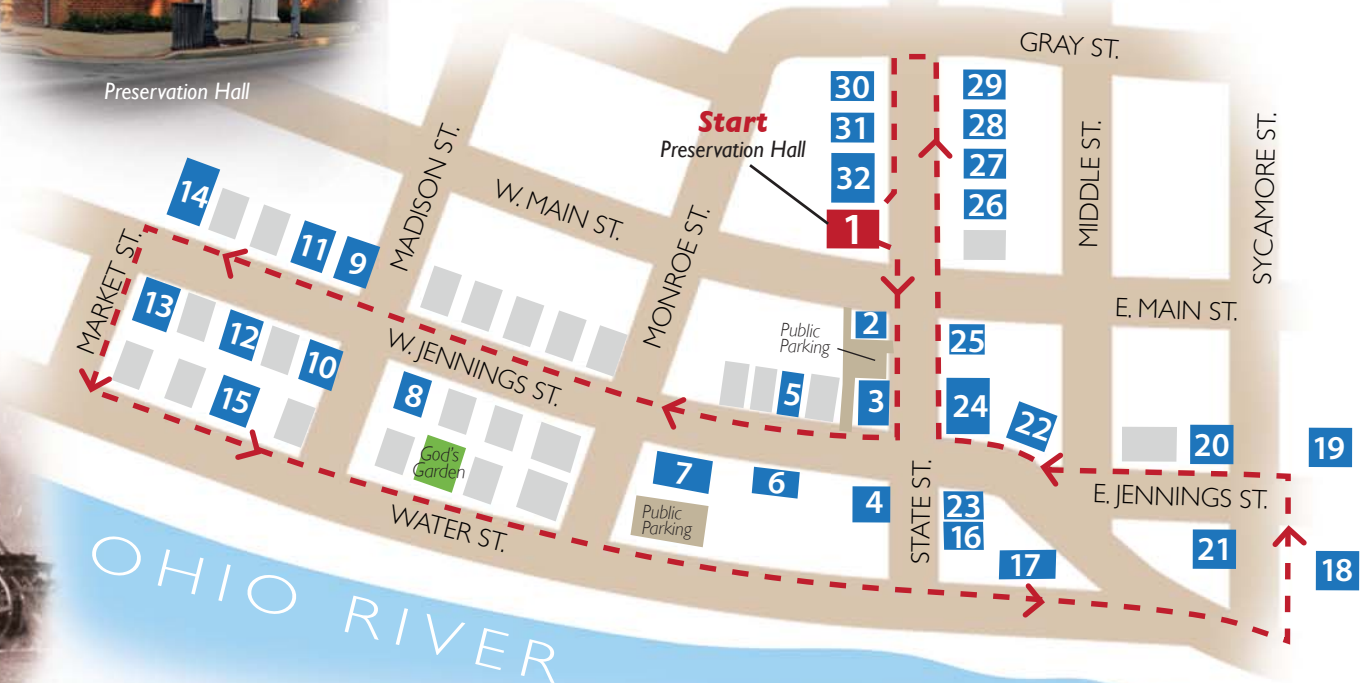 Preservation Hall
GRAY ST.
30
29
Start
Preservation Hall
31
28
32
27
26
1
MADISON ST.
W. MAIN ST.
MONROE ST.
MIDDLE ST.
SYCAMORE ST.
14
11
9
MARKET ST.
13
12
10
15
W. JENNINGS ST.
8
God's
Garden
Public
Parking
2
5
3
E. MAIN ST.
25
24
22
20
19
7
6
4
Public
Parking
STATE ST.
23
16
17
E. JENNINGS ST.
21
18
WATER ST.
OHIO RIVER